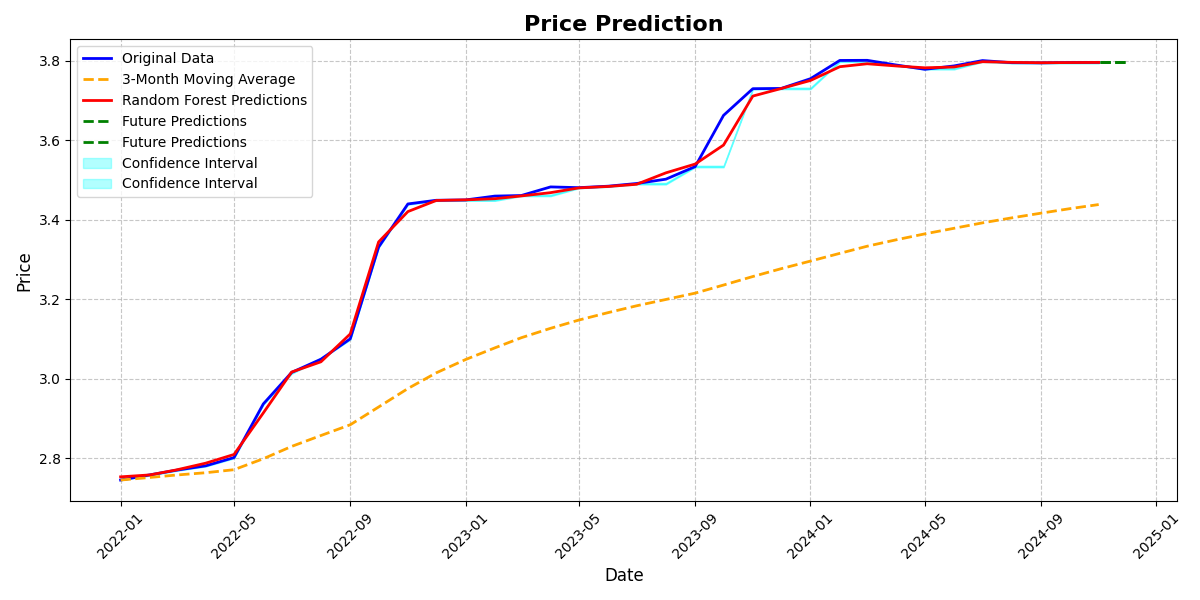 Price Prediction
Original Data
3-Month Moving Average
Random Forest Predictions
Future Predictions
Future Predictions
Confidence Interval
Confidence Interval
3.8
3.6
3.4
3.2
3.0
2.8
Price
2022-01
2022-05
2022-09
2023-01
2023-05
2023-09
2024-01
2024-05
2024-09
2025-01
Date